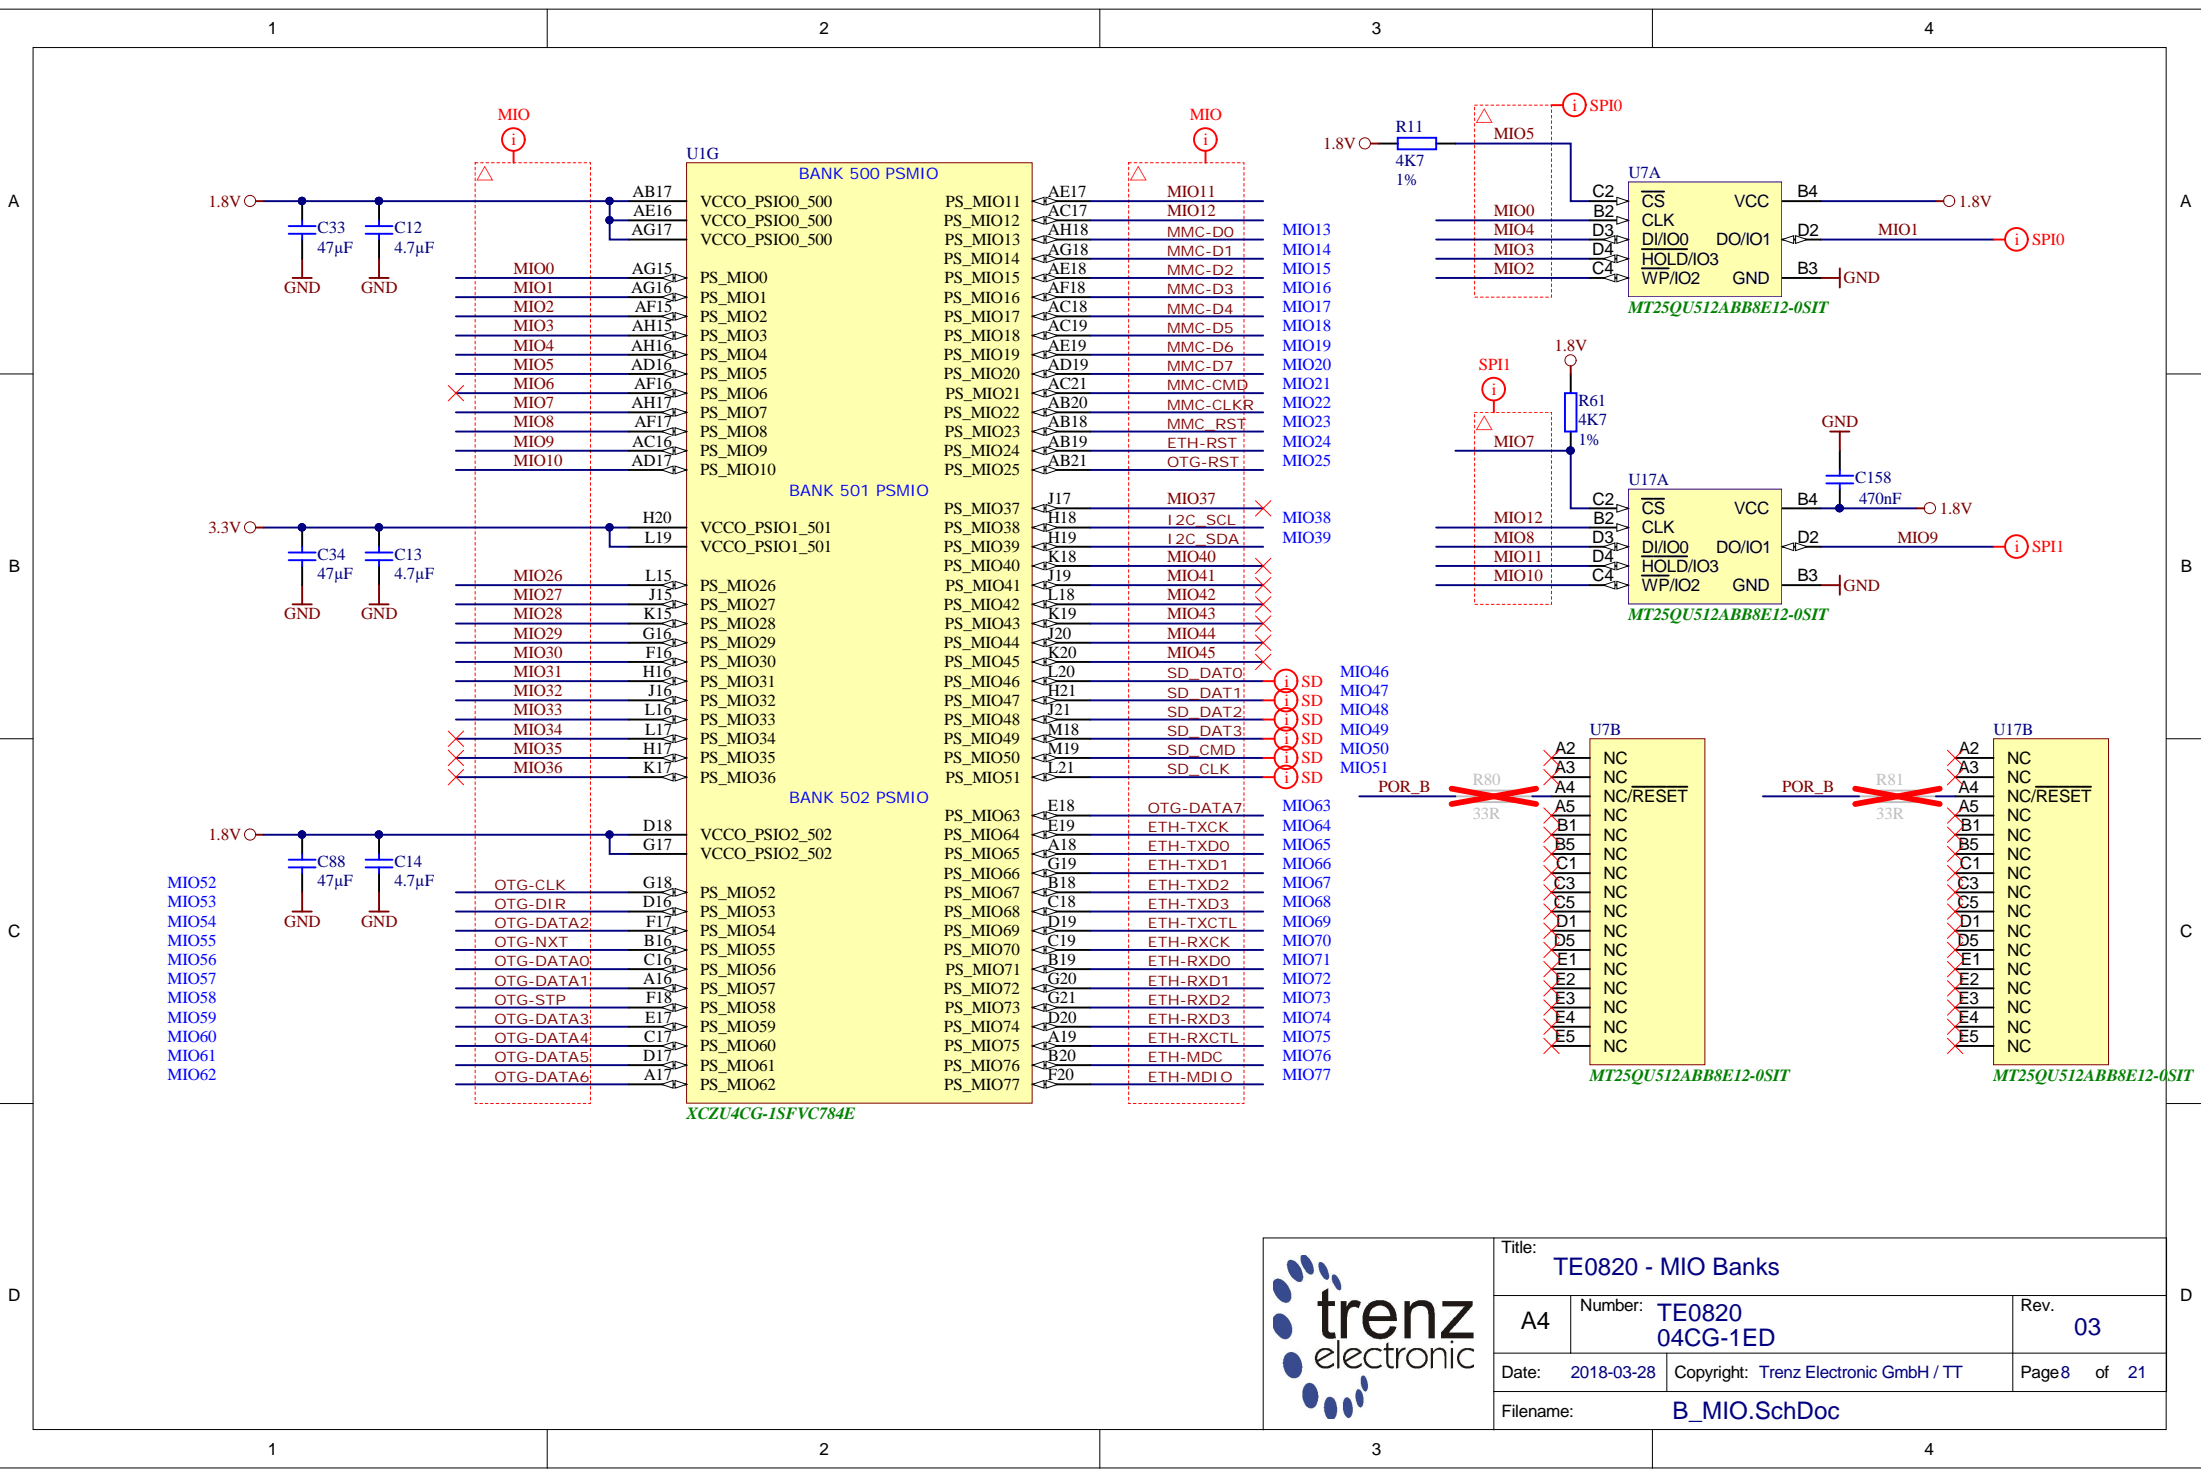 1 2 3 4
A
B
C
D
MIO
1.8V
C33
47µF
GND
C12
4.7µF
GND
MIO0
MIO1
MIO2
MIO3
MIO4
MIO5
MIO6
MIO7
MIO8
MIO9
MIO10
3.3V
C34
47µF
GND
C13
4.7µF
GND
MIO26
MIO27
MIO28
MIO29
MIO30
MIO31
MIO32
MIO33
MIO34
MIO35
MIO36
1.8V
C88
47µF
GND
C14
4.7µF
GND
MIO52 OTG-CLK
MIO53 OTG-DIR
MIO54 OTG-DATA2
MIO55 OTG-NXT
MIO56 OTG-DATA0
MIO57 OTG-DATA1
MIO58 OTG-STP
MIO59 OTG-DATA3
MIO60 OTG-DATA4
MIO61 OTG-DATA5
MIO62 OTG-DATA6
U1G
BANK 500 PSMIO
AB17 VCCO_PSIO0_500
AE16 VCCO_PSIO0_500
AG17 VCCO_PSIO0_500
AG15 PS_MIO0
AG16 PS_MIO1
AF15 PS_MIO2
AH15 PS_MIO3
AH16 PS_MIO4
AD16 PS_MIO5
AF16 PS_MIO6
AH17 PS_MIO7
AF17 PS_MIO8
AC16 PS_MIO9
AD17 PS_MIO10
BANK 501 PSMIO
H20 VCCO_PSIO1_501
L19 VCCO_PSIO1_501
L15 PS_MIO26
J15 PS_MIO27
K15 PS_MIO28
G16 PS_MIO29
F16 PS_MIO30
H16 PS_MIO31
J16 PS_MIO32
L16 PS_MIO33
L17 PS_MIO34
H17 PS_MIO35
K17 PS_MIO36
BANK 502 PSMIO
D18 VCCO_PSIO2_502
G17 VCCO_PSIO2_502
G18 PS_MIO52
D16 PS_MIO53
F17 PS_MIO54
B16 PS_MIO55
C16 PS_MIO56
A16 PS_MIO57
F18 PS_MIO58
E17 PS_MIO59
C17 PS_MIO60
D17 PS_MIO61
A17 PS_MIO62
XCZU4CG-1SFVC784E
MIO
PS_MIO11 AE17 MIO11
PS_MIO12 AC17 MIO12
PS_MIO13 AH18 MMC-D0 MIO13
PS_MIO14 AG18 MMC-D1 MIO14
PS_MIO15 AE18 MMC-D2 MIO15
PS_MIO16 AF18 MMC-D3 MIO16
PS_MIO17 AC18 MMC-D4 MIO17
PS_MIO18 AC19 MMC-D5 MIO18
PS_MIO19 AE19 MMC-D6 MIO19
PS_MIO20 AD19 MMC-D7 MIO20
PS_MIO21 AC21 MMC-CMD MIO21
PS_MIO22 AB20 MMC-CLKR MIO22
PS_MIO23 AB18 MMC_RST MIO23
PS_MIO24 AB19 ETH-RST MIO24
PS_MIO25 AB21 OTG-RST MIO25
PS_MIO37 J17 MIO37
PS_MIO38 H18 I2C_SCL MIO38
PS_MIO39 H19 I2C_SDA MIO39
PS_MIO40 K18 MIO40
PS_MIO41 J19 MIO41
PS_MIO42 L18 MIO42
PS_MIO43 K19 MIO43
PS_MIO44 J20 MIO44
PS_MIO45 K20 MIO45
PS_MIO46 L20 SD_DAT0 i SD MIO46
PS_MIO47 H21 SD_DAT1 i SD MIO47
PS_MIO48 J21 SD_DAT2 i SD MIO48
PS_MIO49 M18 SD_DAT3 i SD MIO49
PS_MIO50 M19 SD_CMD i SD MIO50
PS_MIO51 L21 SD_CLK i SD MIO51
PS_MIO63 E18 OTG-DATA7 MIO63
PS_MIO64 E19 ETH-TXCK MIO64
PS_MIO65 A18 ETH-TXD0 MIO65
PS_MIO66 G19 ETH-TXD1 MIO66
PS_MIO67 B18 ETH-TXD2 MIO67
PS_MIO68 C18 ETH-TXD3 MIO68
PS_MIO69 D19 ETH-TXCTL MIO69
PS_MIO70 C19 ETH-RXCK MIO70
PS_MIO71 B19 ETH-RXD0 MIO71
PS_MIO72 G20 ETH-RXD1 MIO72
PS_MIO73 G21 ETH-RXD2 MIO73
PS_MIO74 D20 ETH-RXD3 MIO74
PS_MIO75 A19 ETH-RXCTL MIO75
PS_MIO76 B20 ETH-MDC MIO76
PS_MIO77 F20 ETH-MDIO MIO77
i SPI0
1.8V R11 MIO5
4K7
1%
U7A
C2 CS VCC B4 1.8V
MIO0 B2 CLK
MIO4 D3 DI/IO0 DO/IO1 D2 MIO1 i SPI0
MIO3 D4 HOLD/IO3
MIO2 C4 WP/IO2 GND B3 GND
MT25QU512ABB8E12-0SIT
1.8V
SPI1
i
R61
4K7
1%
MIO7
GND
C158
470nF
U17A
C2 CS VCC B4 1.8V
MIO12 B2 CLK
MIO8 D3 DI/IO0 DO/IO1 D2 MIO9 i SPI1
MIO11 D4 HOLD/IO3
MIO10 C4 WP/IO2 GND B3 GND
MT25QU512ABB8E12-0SIT
U7B
A2 NC
A3 NC
POR_B R80 A4 NC/RESET
33R A5 NC
B1 NC
B5 NC
C1 NC
C3 NC
C5 NC
D1 NC
D5 NC
E1 NC
E2 NC
E3 NC
E4 NC
E5 NC
MT25QU512ABB8E12-0SIT
U17B
A2 NC
A3 NC
POR_B R81 A4 NC/RESET
33R A5 NC
B1 NC
B5 NC
C1 NC
C3 NC
C5 NC
D1 NC
D5 NC
E1 NC
E2 NC
E3 NC
E4 NC
E5 NC
MT25QU512ABB8E12-0SIT
A
B
C
D
trenz
electronic
Title:
TE0820 - MIO Banks
A4 Number: TE0820
04CG-1ED
Rev.
03
Date: 2018-03-28 Copyright: Trenz Electronic GmbH / TT Page 8 of 21
Filename: B_MIO.SchDoc
1 2 3 4